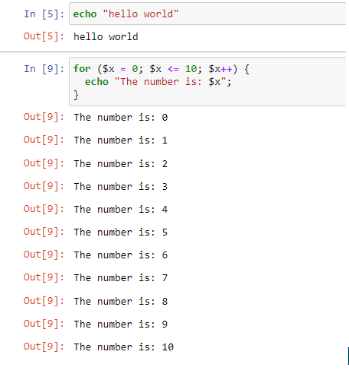 In [5]: echo "hello world"
Out[5]: hello world
In [9]: for ($x = 0; $x <= 10; $x++) {
echo "The number is: $x";
}
Out[9]: The number is: 0
Out[9]: The number is: 1
Out[9]: The number is: 2
Out[9]: The number is: 3
Out[9]: The number is: 4
Out[9]: The number is: 5
Out[9]: The number is: 6
Out[9]: The number is: 7
Out[9]: The number is: 8
Out[9]: The number is: 9
Out[9]: The number is: 10